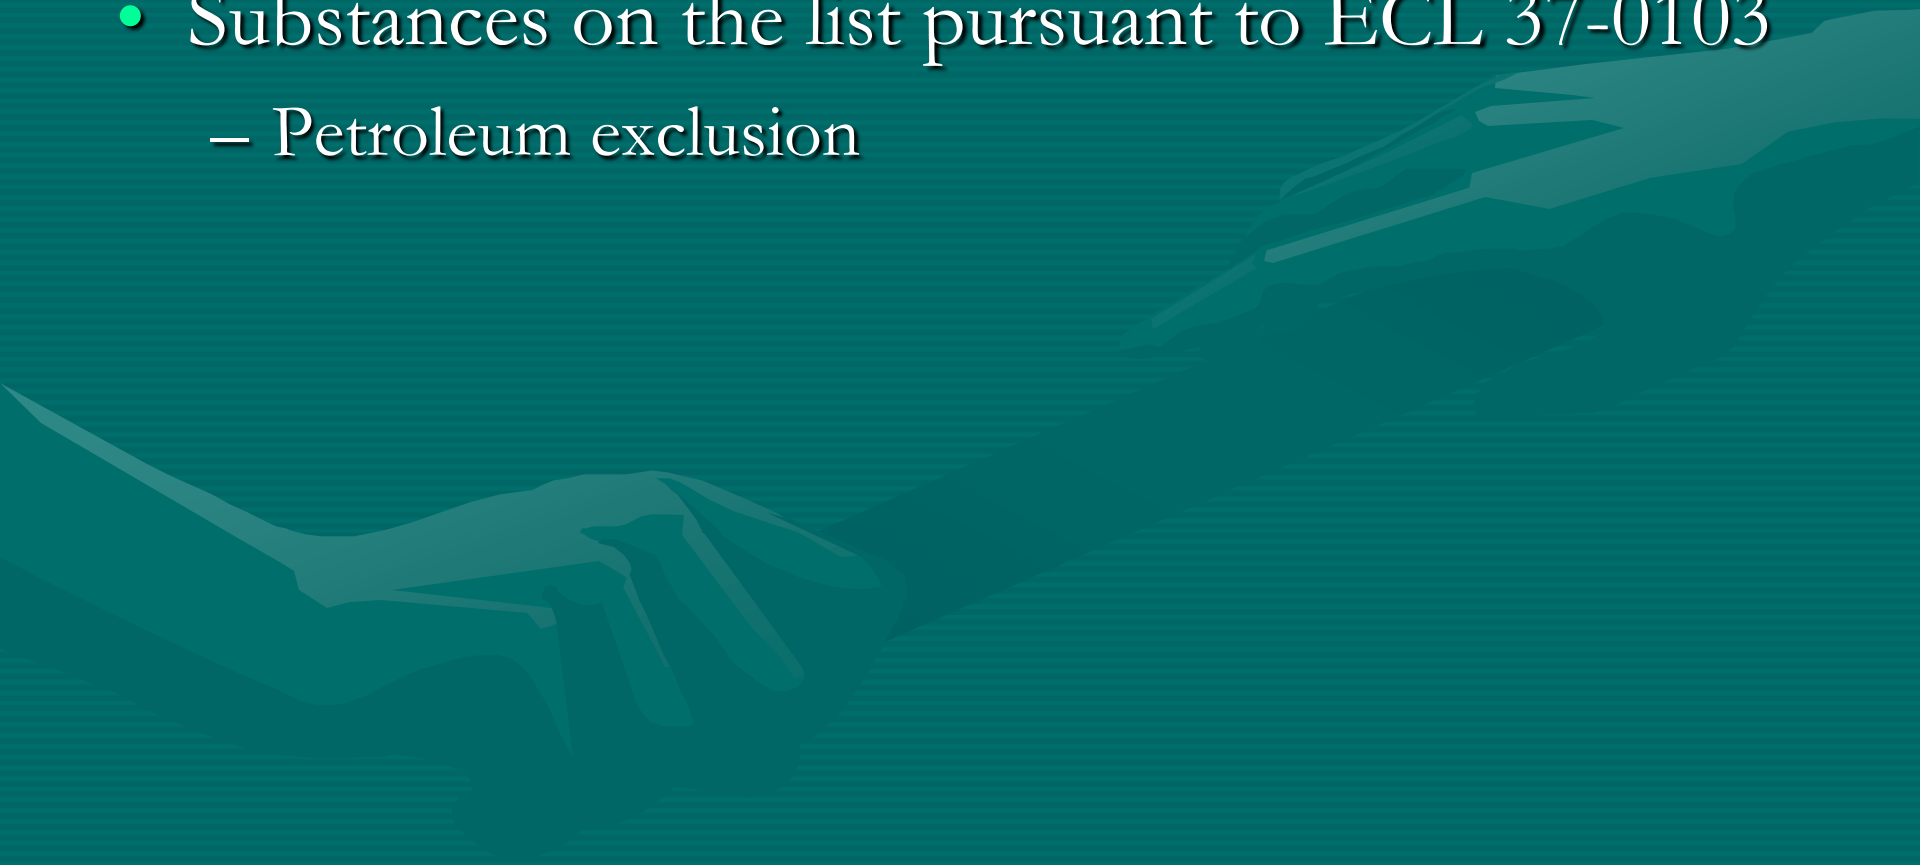 • Substances on the list pursuant to ECL 37-0103
– Petroleum exclusion